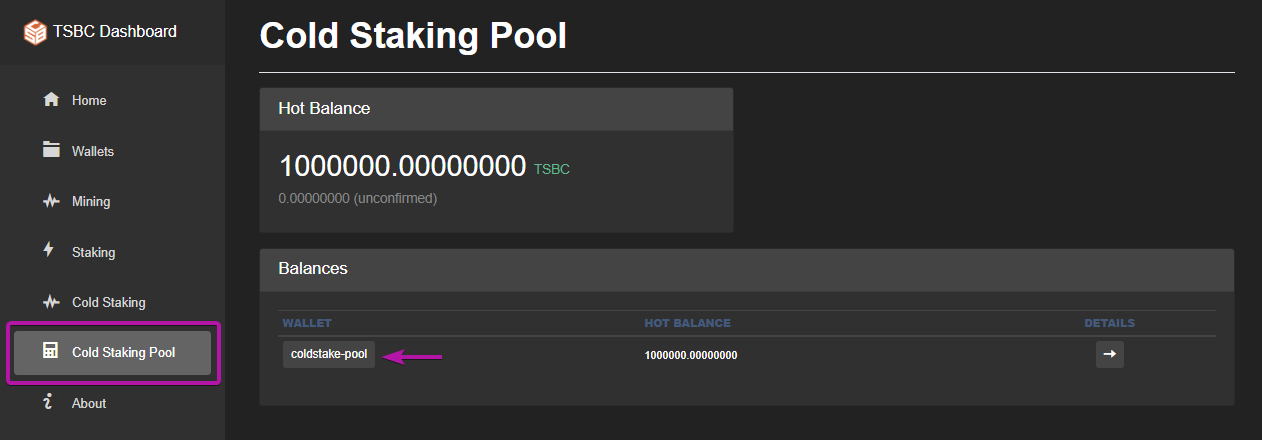 TSBC Dashboard
Home
Wallets
Mining
Staking
Cold Staking
Cold Staking Pool
About
Cold Staking Pool
Hot Balance
1000000.00000000 TSBC
0.00000000 (unconfirmed)
Balances
WALLET HOT BALANCE DETAILS
coldstake-pool 1000000.00000000